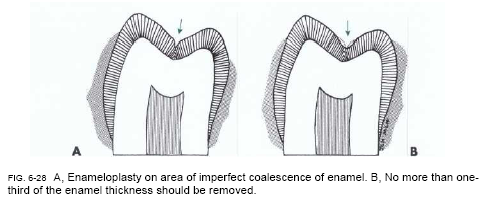 A
B
FIG. 6-28 A, Enameloplasty on area of imperfect coalescence of enamel. B, No more than one-
third of the enamel thickness should be removed.